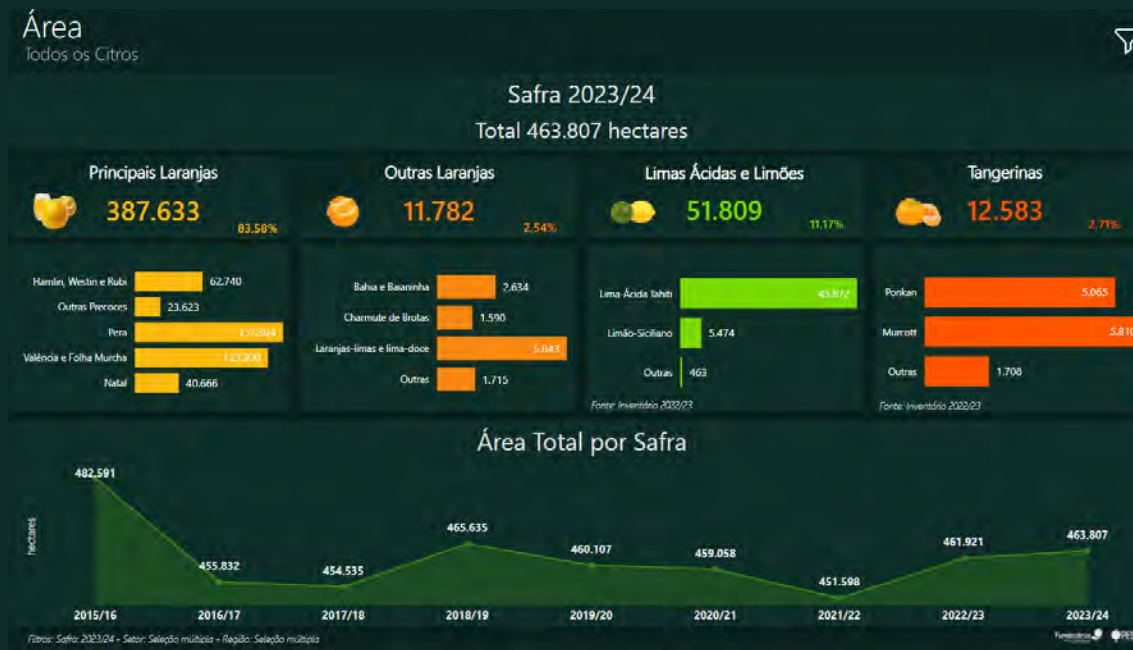 Área
Todos os Citros
Safra 2023/24
Total 463.807 hectares
Principais Laranjas
387.633
83,58%
Hamlin, Westin e Rubi 62.740
Outras Precoces 23.623
Pera
Valência e Folha Murcha
Natal 40.666
Outras Laranjas
11.782
2,54%
Bahia e Baianinha 2.634
Charmute de Brotas 1.590
Laranjas-limas e lima-doce 5.843
Outras 1.715
Limas Ácidas e Limões
51.809
11,17%
Lima Ácida Tahiti 45.872
Limão-Siciliano 5.474
Outras 463
Fonte: Inventário 2022/23
Tangerinas
12.583
2,71%
Ponkan 5.065
Murcott 5.810
Outras 1.708
Fonte: Inventário 2022/23
Área Total por Safra
hectares
482.591
455.832
454.535
465.635
460.107
459.058
451.598
461.921
463.807
2015/16 2016/17 2017/18 2018/19 2019/20 2020/21 2021/22 2022/23 2023/24
Filtros: Safra: 2023/24 - Setor: Seleção múltipla - Região: Seleção múltipla
Fundecitrus